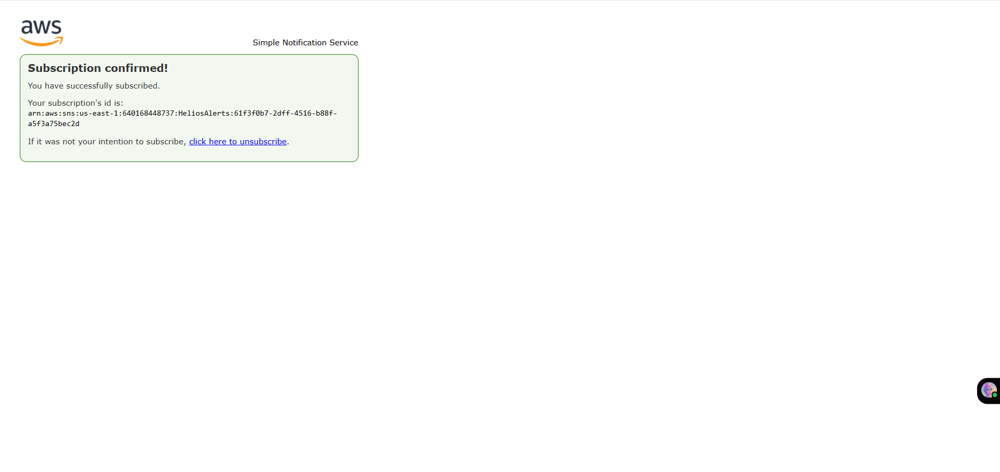 aws
Simple Notification Service
Subscription confirmed!
You have successfully subscribed.
Your subscription's id is:
arn:aws:sns:us-east-1:640168448737:HeliosAlerts:61f3f0b7-2dff-4516-b88f-
a5f3a75bec2d
If it was not your intention to subscribe, click here to unsubscribe.